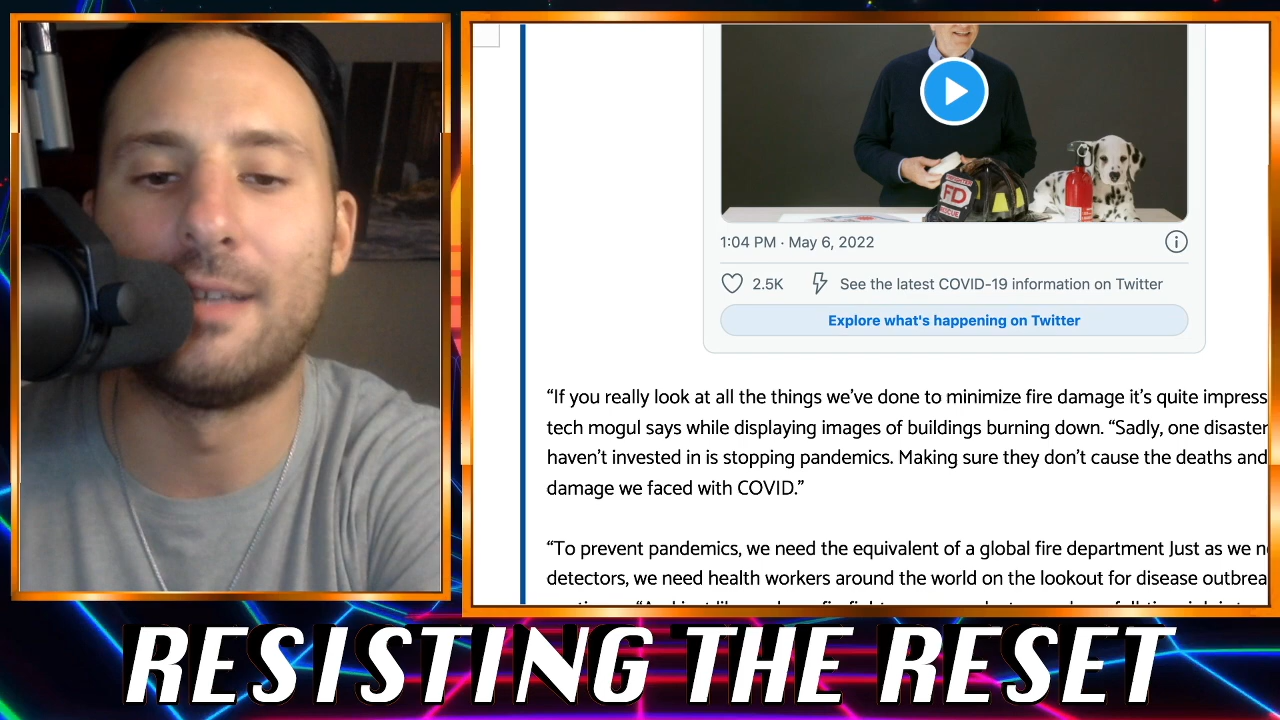 FD
RESCUE
1:04 PM · May 6, 2022
2.5K
See the latest COVID-19 information on Twitter
Explore what's happening on Twitter
“If you really look at all the things we’ve done to minimize fire damage it’s quite impress
tech mogul says while displaying images of buildings burning down. “Sadly, one disaster
haven’t invested in is stopping pandemics. Making sure they don’t cause the deaths and
damage we faced with COVID.”
“To prevent pandemics, we need the equivalent of a global fire department Just as we n
detectors, we need health workers around the world on the lookout for disease outbrea
RESISTING THE RESET